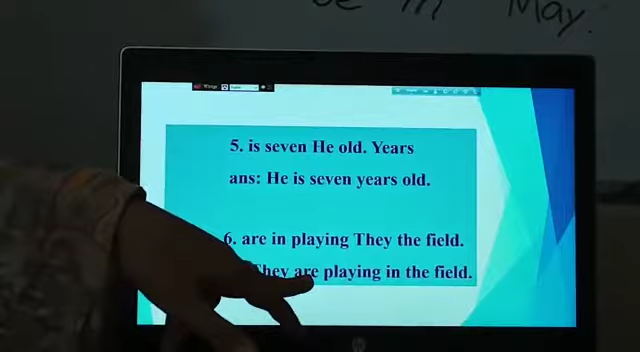 in May.
5. is seven He old. Years
ans: He is seven years old.
6. are in playing They the field.
They are playing in the field.